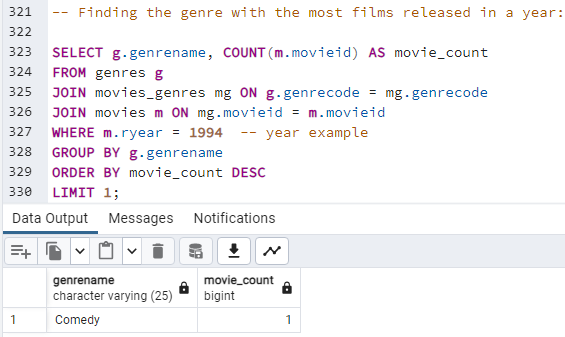 321 -- Finding the genre with the most films released in a year:
322
323 SELECT g.genrename, COUNT(m.movieid) AS movie_count
324 FROM genres g
325 JOIN movies_genres mg ON g.genrecode = mg.genrecode
326 JOIN movies m ON mg.movieid = m.movieid
327 WHERE m.ryear = 1994  -- year example
328 GROUP BY g.genrename
329 ORDER BY movie_count DESC
330 LIMIT 1;
Data Output Messages Notifications
genrename movie_count
character varying (25) bigint
1 Comedy 1